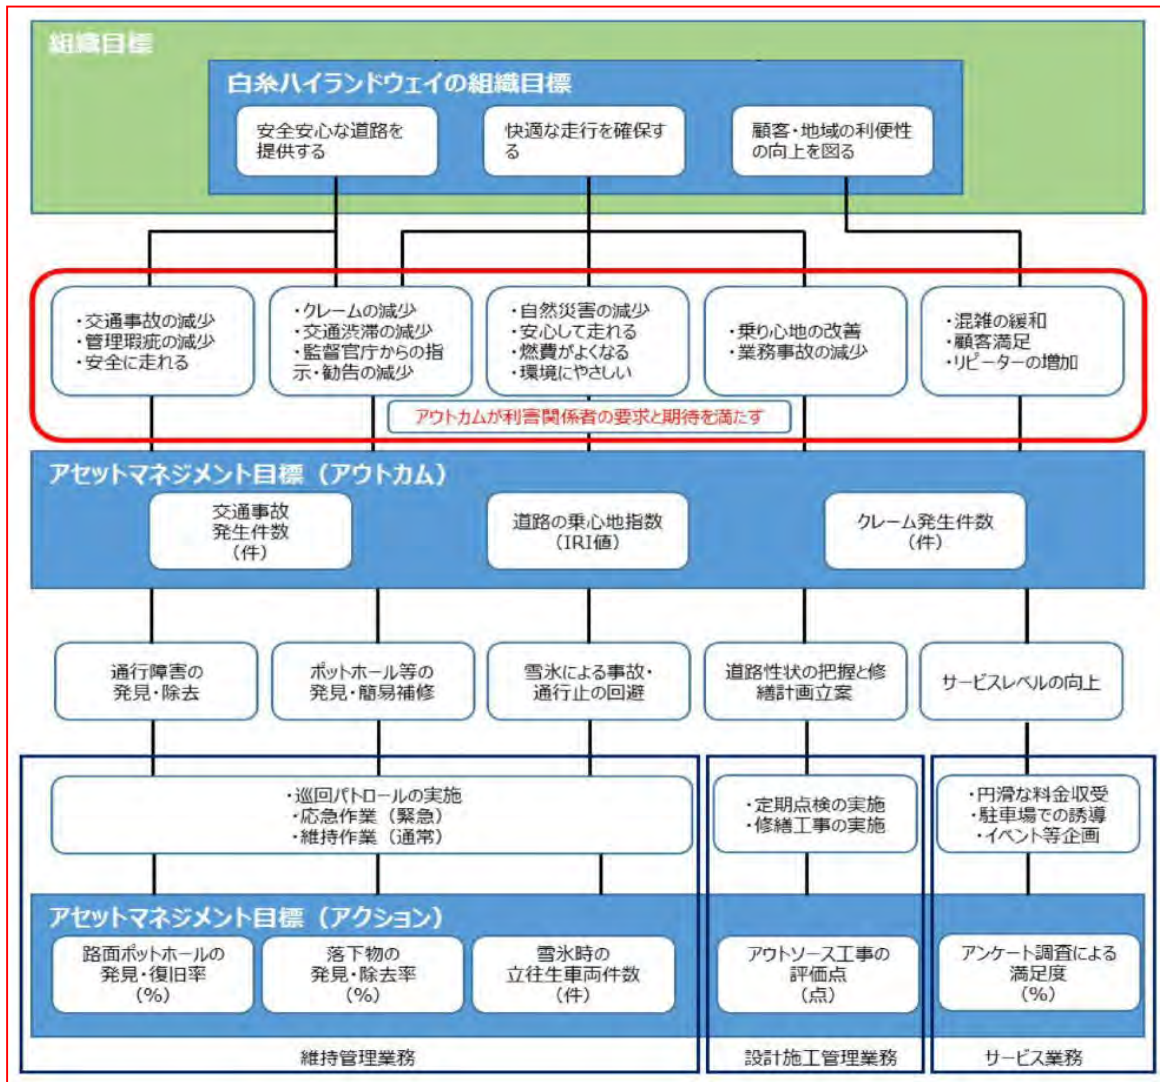 組織目標
白糸ハイランドウェイの組織目標
安全安心な道路を
提供する
快適な走行を確保す
る
顧客・地域の利便性
の向上を図る
・交通事故の減少
・管理瑕疵の減少
・安全に走れる
・クレームの減少
・交通渋滞の減少
・監督官庁からの指
示・勧告の減少
・自然災害の減少
・安心して走れる
・燃費がよくなる
・環境にやさしい
・乗り心地の改善
・業務事故の減少
・混雑の緩和
・顧客満足
・リピーターの増加
アウトカムが利害関係者の要求と期待を満たす
アセットマネジメント目標（アウトカム）
交通事故
発生件数
（件）
道路の乗心地指数
（IRI値）
クレーム発生件数
（件）
通行障害の
発見・除去
ポットホール等の
発見・簡易補修
雪氷による事故・
通行止の回避
道路性状の把握と修
繕計画立案
サービスレベルの向上
・巡回パトロールの実施
・応急作業（緊急）
・維持作業（通常）
・定期点検の実施
・修繕工事の実施
・円滑な料金収受
・駐車場での誘導
・イベント等企画
アセットマネジメント目標（アクション）
路面ポットホールの
発見・復旧率
（%）
落下物の
発見・除去率
（%）
雪氷時の
立往生車両件数
（件）
アウトソース工事の
評価点
（点）
アンケート調査による
満足度
（%）
維持管理業務
設計施工管理業務
サービス業務